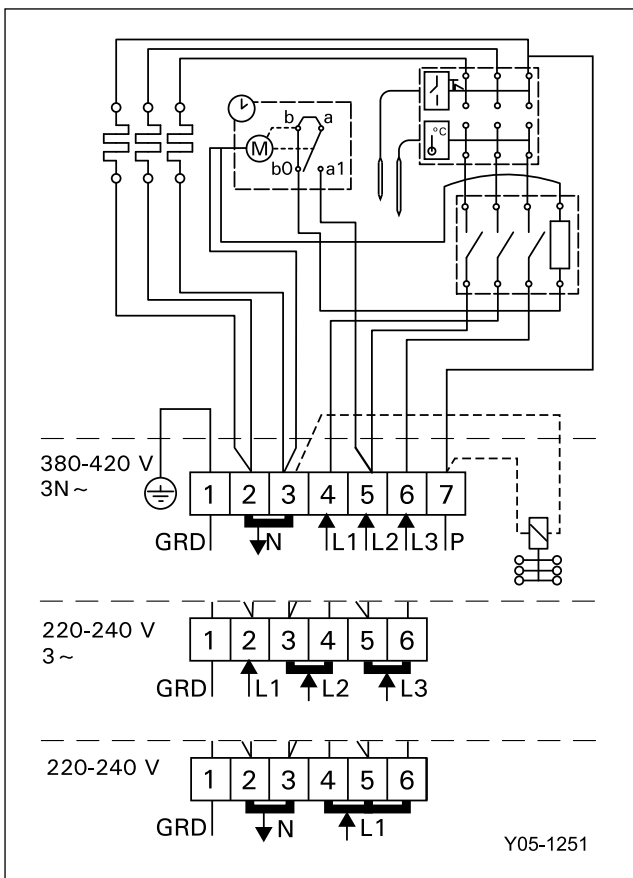 b a
M
b0 a1
°C
380-420 V
3N~
1 2 3 4 5 6 7
GRD N L1 L2 L3 P
220-240 V
3~
1 2 3 4 5 6
GRD L1 L2 L3
220-240 V
1 2 3 4 5 6
GRD N L1
Y05-1251